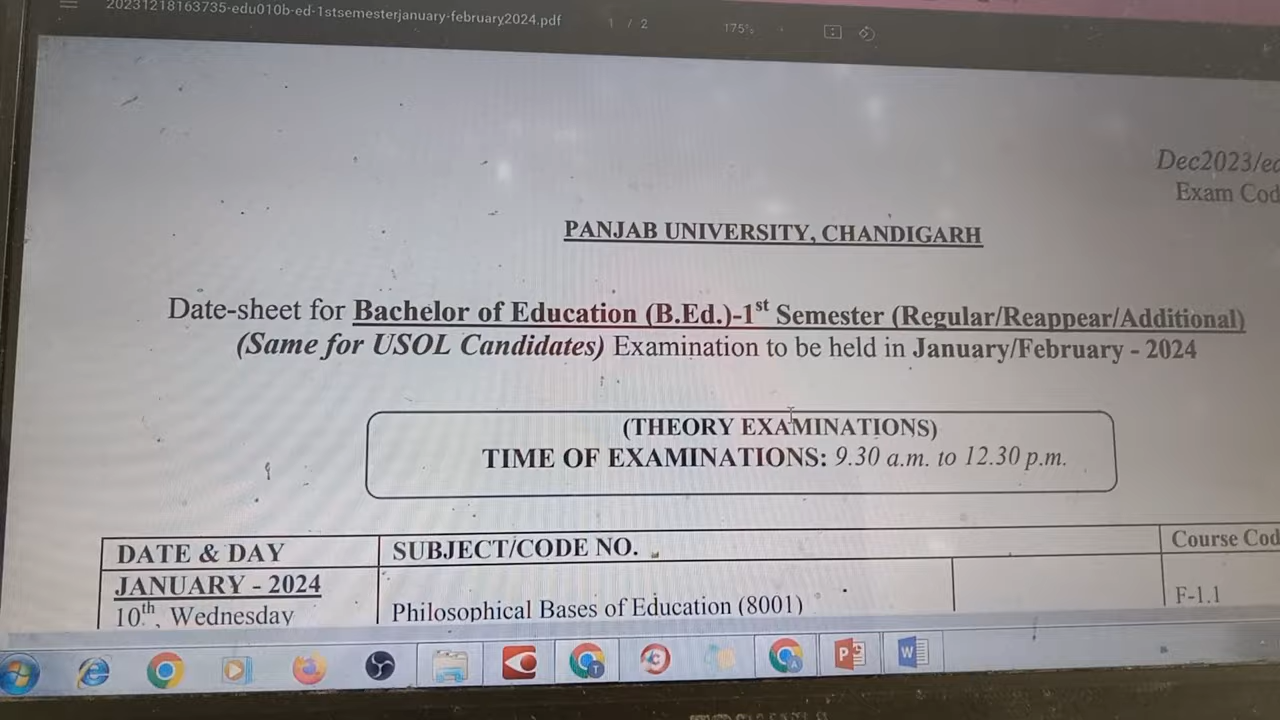 20231218163735-edu010b-ed-1stsemesterjanuary-february2024.pdf
1 / 2
175%
Dec2023/ed
Exam Cod
PANJAB UNIVERSITY, CHANDIGARH
Date-sheet for Bachelor of Education (B.Ed.)-1st Semester (Regular/Reappear/Additional)
(Same for USOL Candidates) Examination to be held in January/February - 2024
(THEORY EXAMINATIONS)
TIME OF EXAMINATIONS: 9.30 a.m. to 12.30 p.m.
DATE & DAY SUBJECT/CODE NO. Course Cod
JANUARY - 2024
10th, Wednesday Philosophical Bases of Education (8001) F-1.1